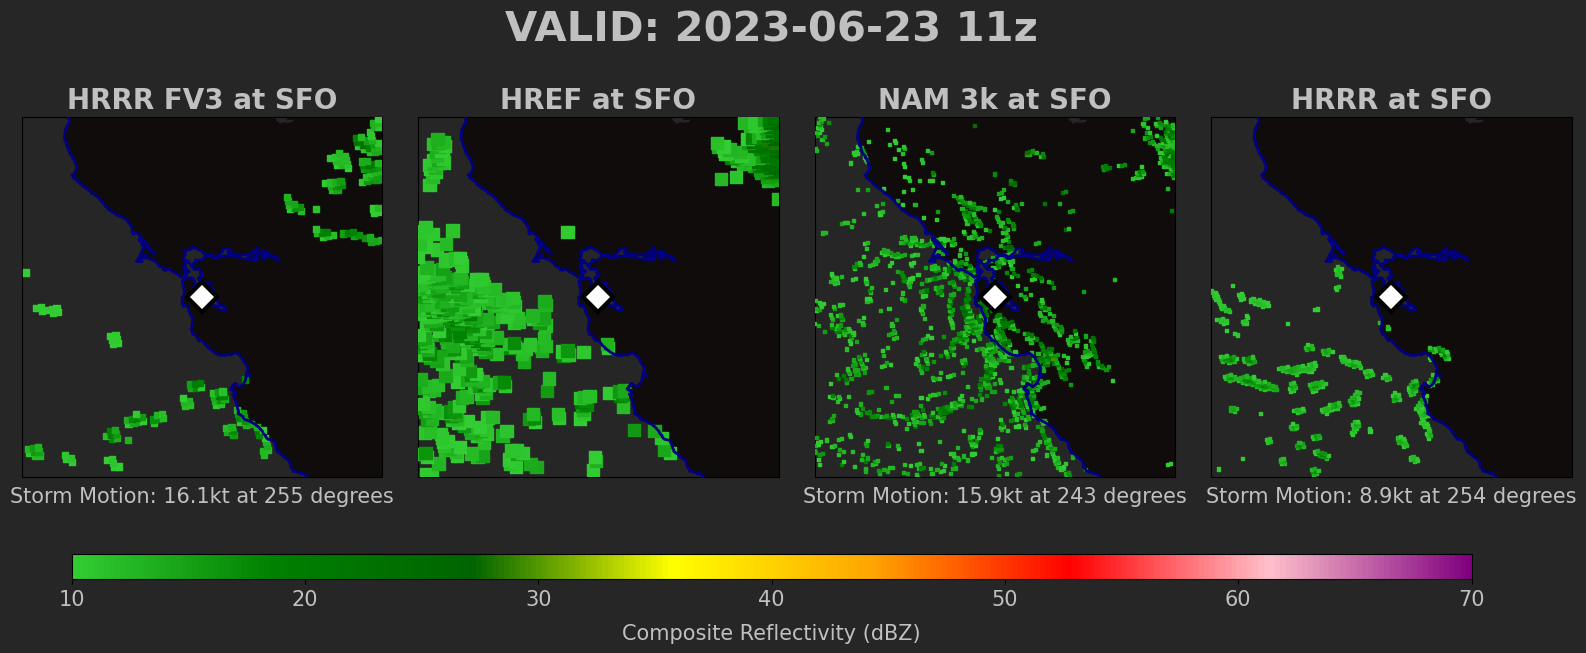 VALID: 2023-06-23 11z
HRRR FV3 at SFO
HREF at SFO
NAM 3k at SFO
HRRR at SFO
Storm Motion: 16.1kt at 255 degrees
Storm Motion: 15.9kt at 243 degrees
Storm Motion: 8.9kt at 254 degrees
10 20 30 40 50 60 70
Composite Reflectivity (dBZ)